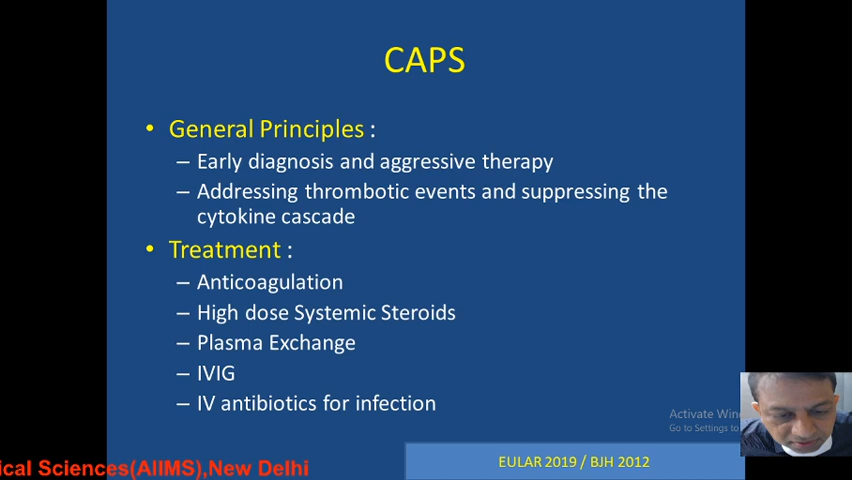 CAPS
• General Principles :
– Early diagnosis and aggressive therapy
– Addressing thrombotic events and suppressing the
cytokine cascade
• Treatment :
– Anticoagulation
– High dose Systemic Steroids
– Plasma Exchange
– IVIG
– IV antibiotics for infection
Activate Win
Go to Settings to
EULAR 2019 / BJH 2012
ical Sciences(AIIMS),New Delhi